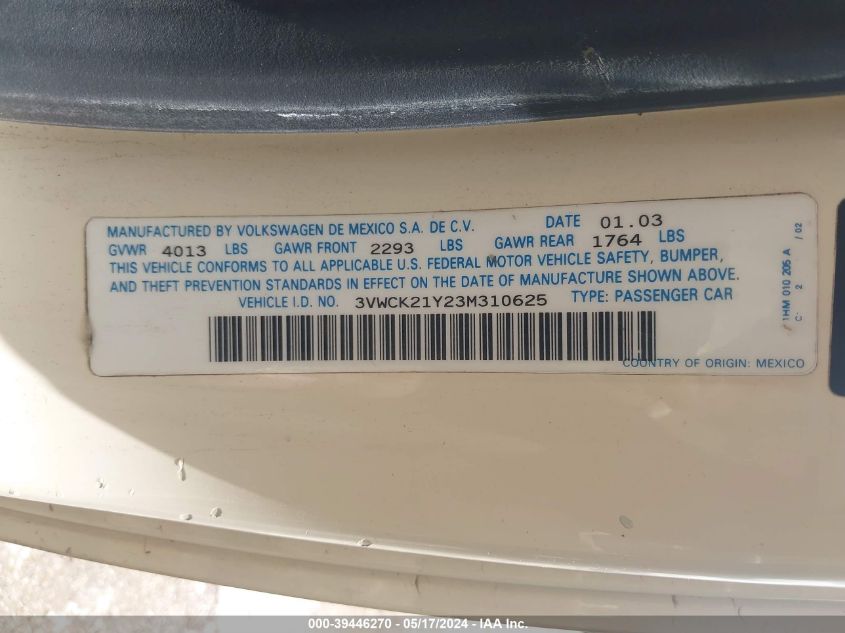 MANUFACTURED BY VOLKSWAGEN DE MEXICO S.A. DE C.V. DATE 01.03
GVWR 4013 LBS GAWR FRONT 2293 LBS GAWR REAR 1764 LBS
THIS VEHICLE CONFORMS TO ALL APPLICABLE U.S. FEDERAL MOTOR VEHICLE SAFETY, BUMPER,
AND THEFT PREVENTION STANDARDS IN EFFECT ON THE DATE OF MANUFACTURE SHOWN ABOVE.
VEHICLE I.D. NO. 3VWCK21Y23M310625 TYPE: PASSENGER CAR
COUNTRY OF ORIGIN: MEXICO
1HM 010 205 A
C 2 / 02
000-39446270 - 05/17/2024 - IAA Inc.